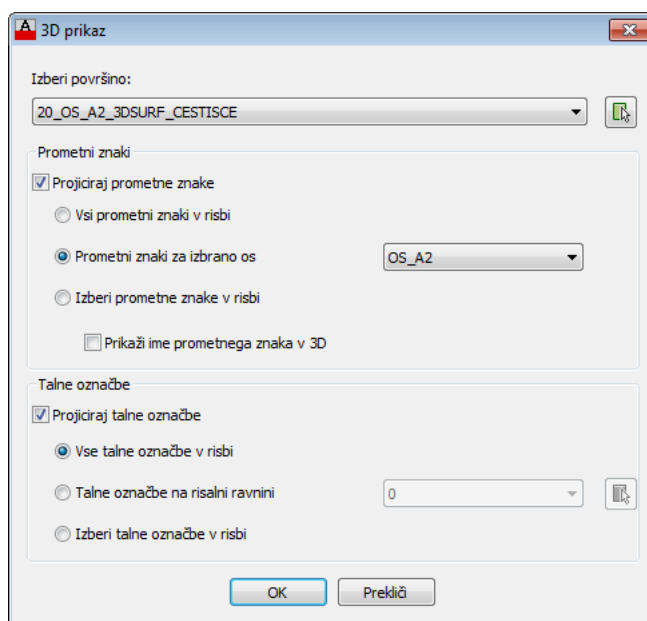 3D prikaz
Izberi površino:
20_OS_A2_3DSURF_CESTISCE
Prometni znaki
Projiciraj prometne znake
Vsi prometni znaki v risbi
Prometni znaki za izbrano os OS_A2
Izberi prometne znake v risbi
Prikaži ime prometnega znaka v 3D
Talne označbe
Projiciraj talne označbe
Vse talne označbe v risbi
Talne označbe na risalni ravnini 0
Izberi talne označbe v risbi
OK Prekliči